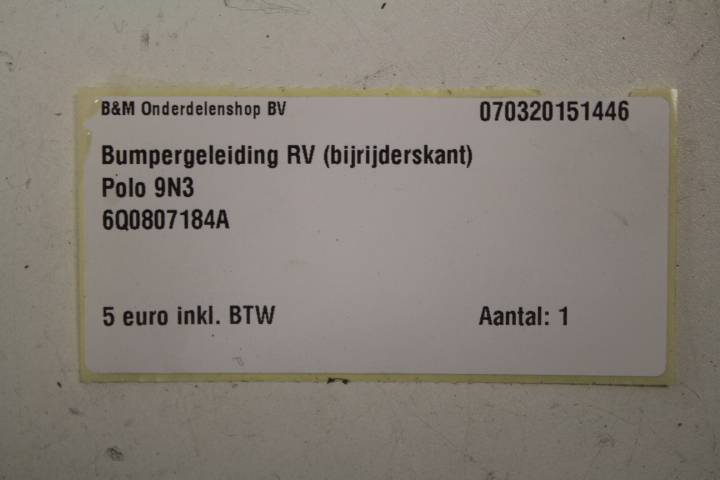 B&M Onderdelenshop BV 070320151446
Bumpergeleiding RV (bijrijderskant)
Polo 9N3
6Q0807184A
5 euro inkl. BTW Aantal: 1